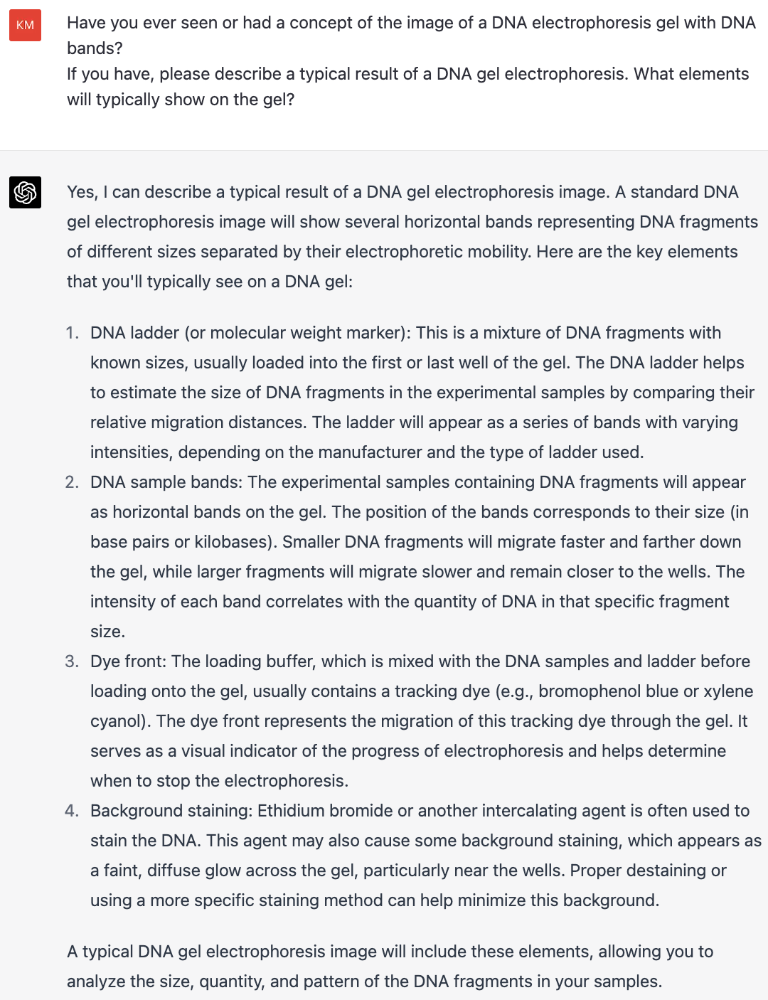 KM
Have you ever seen or had a concept of the image of a DNA electrophoresis gel with DNA
bands?
If you have, please describe a typical result of a DNA gel electrophoresis. What elements
will typically show on the gel?
Yes, I can describe a typical result of a DNA gel electrophoresis image. A standard DNA
gel electrophoresis image will show several horizontal bands representing DNA fragments
of different sizes separated by their electrophoretic mobility. Here are the key elements
that you'll typically see on a DNA gel:
1. DNA ladder (or molecular weight marker): This is a mixture of DNA fragments with
known sizes, usually loaded into the first or last well of the gel. The DNA ladder helps
to estimate the size of DNA fragments in the experimental samples by comparing their
relative migration distances. The ladder will appear as a series of bands with varying
intensities, depending on the manufacturer and the type of ladder used.
2. DNA sample bands: The experimental samples containing DNA fragments will appear
as horizontal bands on the gel. The position of the bands corresponds to their size (in
base pairs or kilobases). Smaller DNA fragments will migrate faster and farther down
the gel, while larger fragments will migrate slower and remain closer to the wells. The
intensity of each band correlates with the quantity of DNA in that specific fragment
size.
3. Dye front: The loading buffer, which is mixed with the DNA samples and ladder before
loading onto the gel, usually contains a tracking dye (e.g., bromophenol blue or xylene
cyanol). The dye front represents the migration of this tracking dye through the gel. It
serves as a visual indicator of the progress of electrophoresis and helps determine
when to stop the electrophoresis.
4. Background staining: Ethidium bromide or another intercalating agent is often used to
stain the DNA. This agent may also cause some background staining, which appears as
a faint, diffuse glow across the gel, particularly near the wells. Proper destaining or
using a more specific staining method can help minimize this background.
A typical DNA gel electrophoresis image will include these elements, allowing you to
analyze the size, quantity, and pattern of the DNA fragments in your samples.